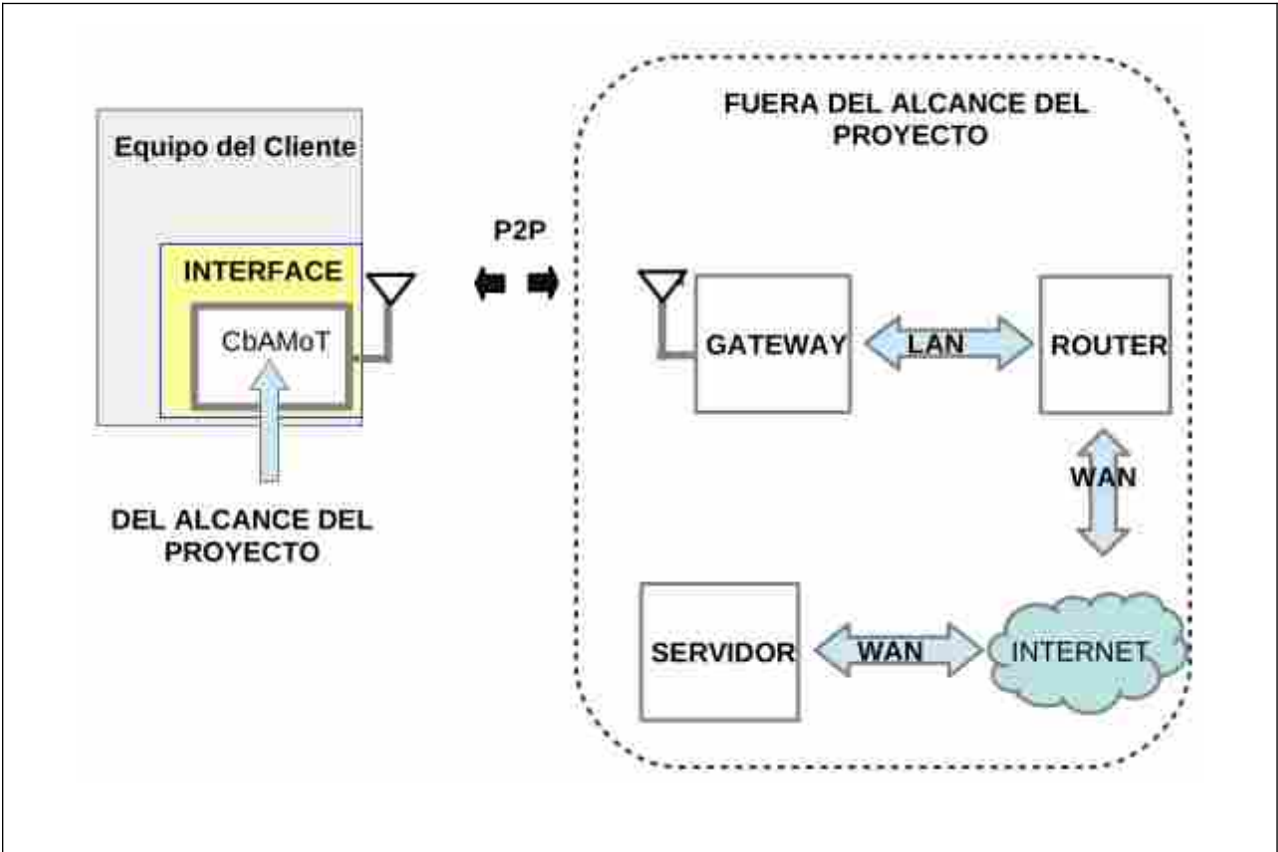 FUERA DEL ALCANCE DEL
PROYECTO
Equipo del Cliente
P2P
INTERFACE
CbAMoT
GATEWAY
LAN
ROUTER
WAN
DEL ALCANCE DEL
PROYECTO
SERVIDOR
WAN
INTERNET